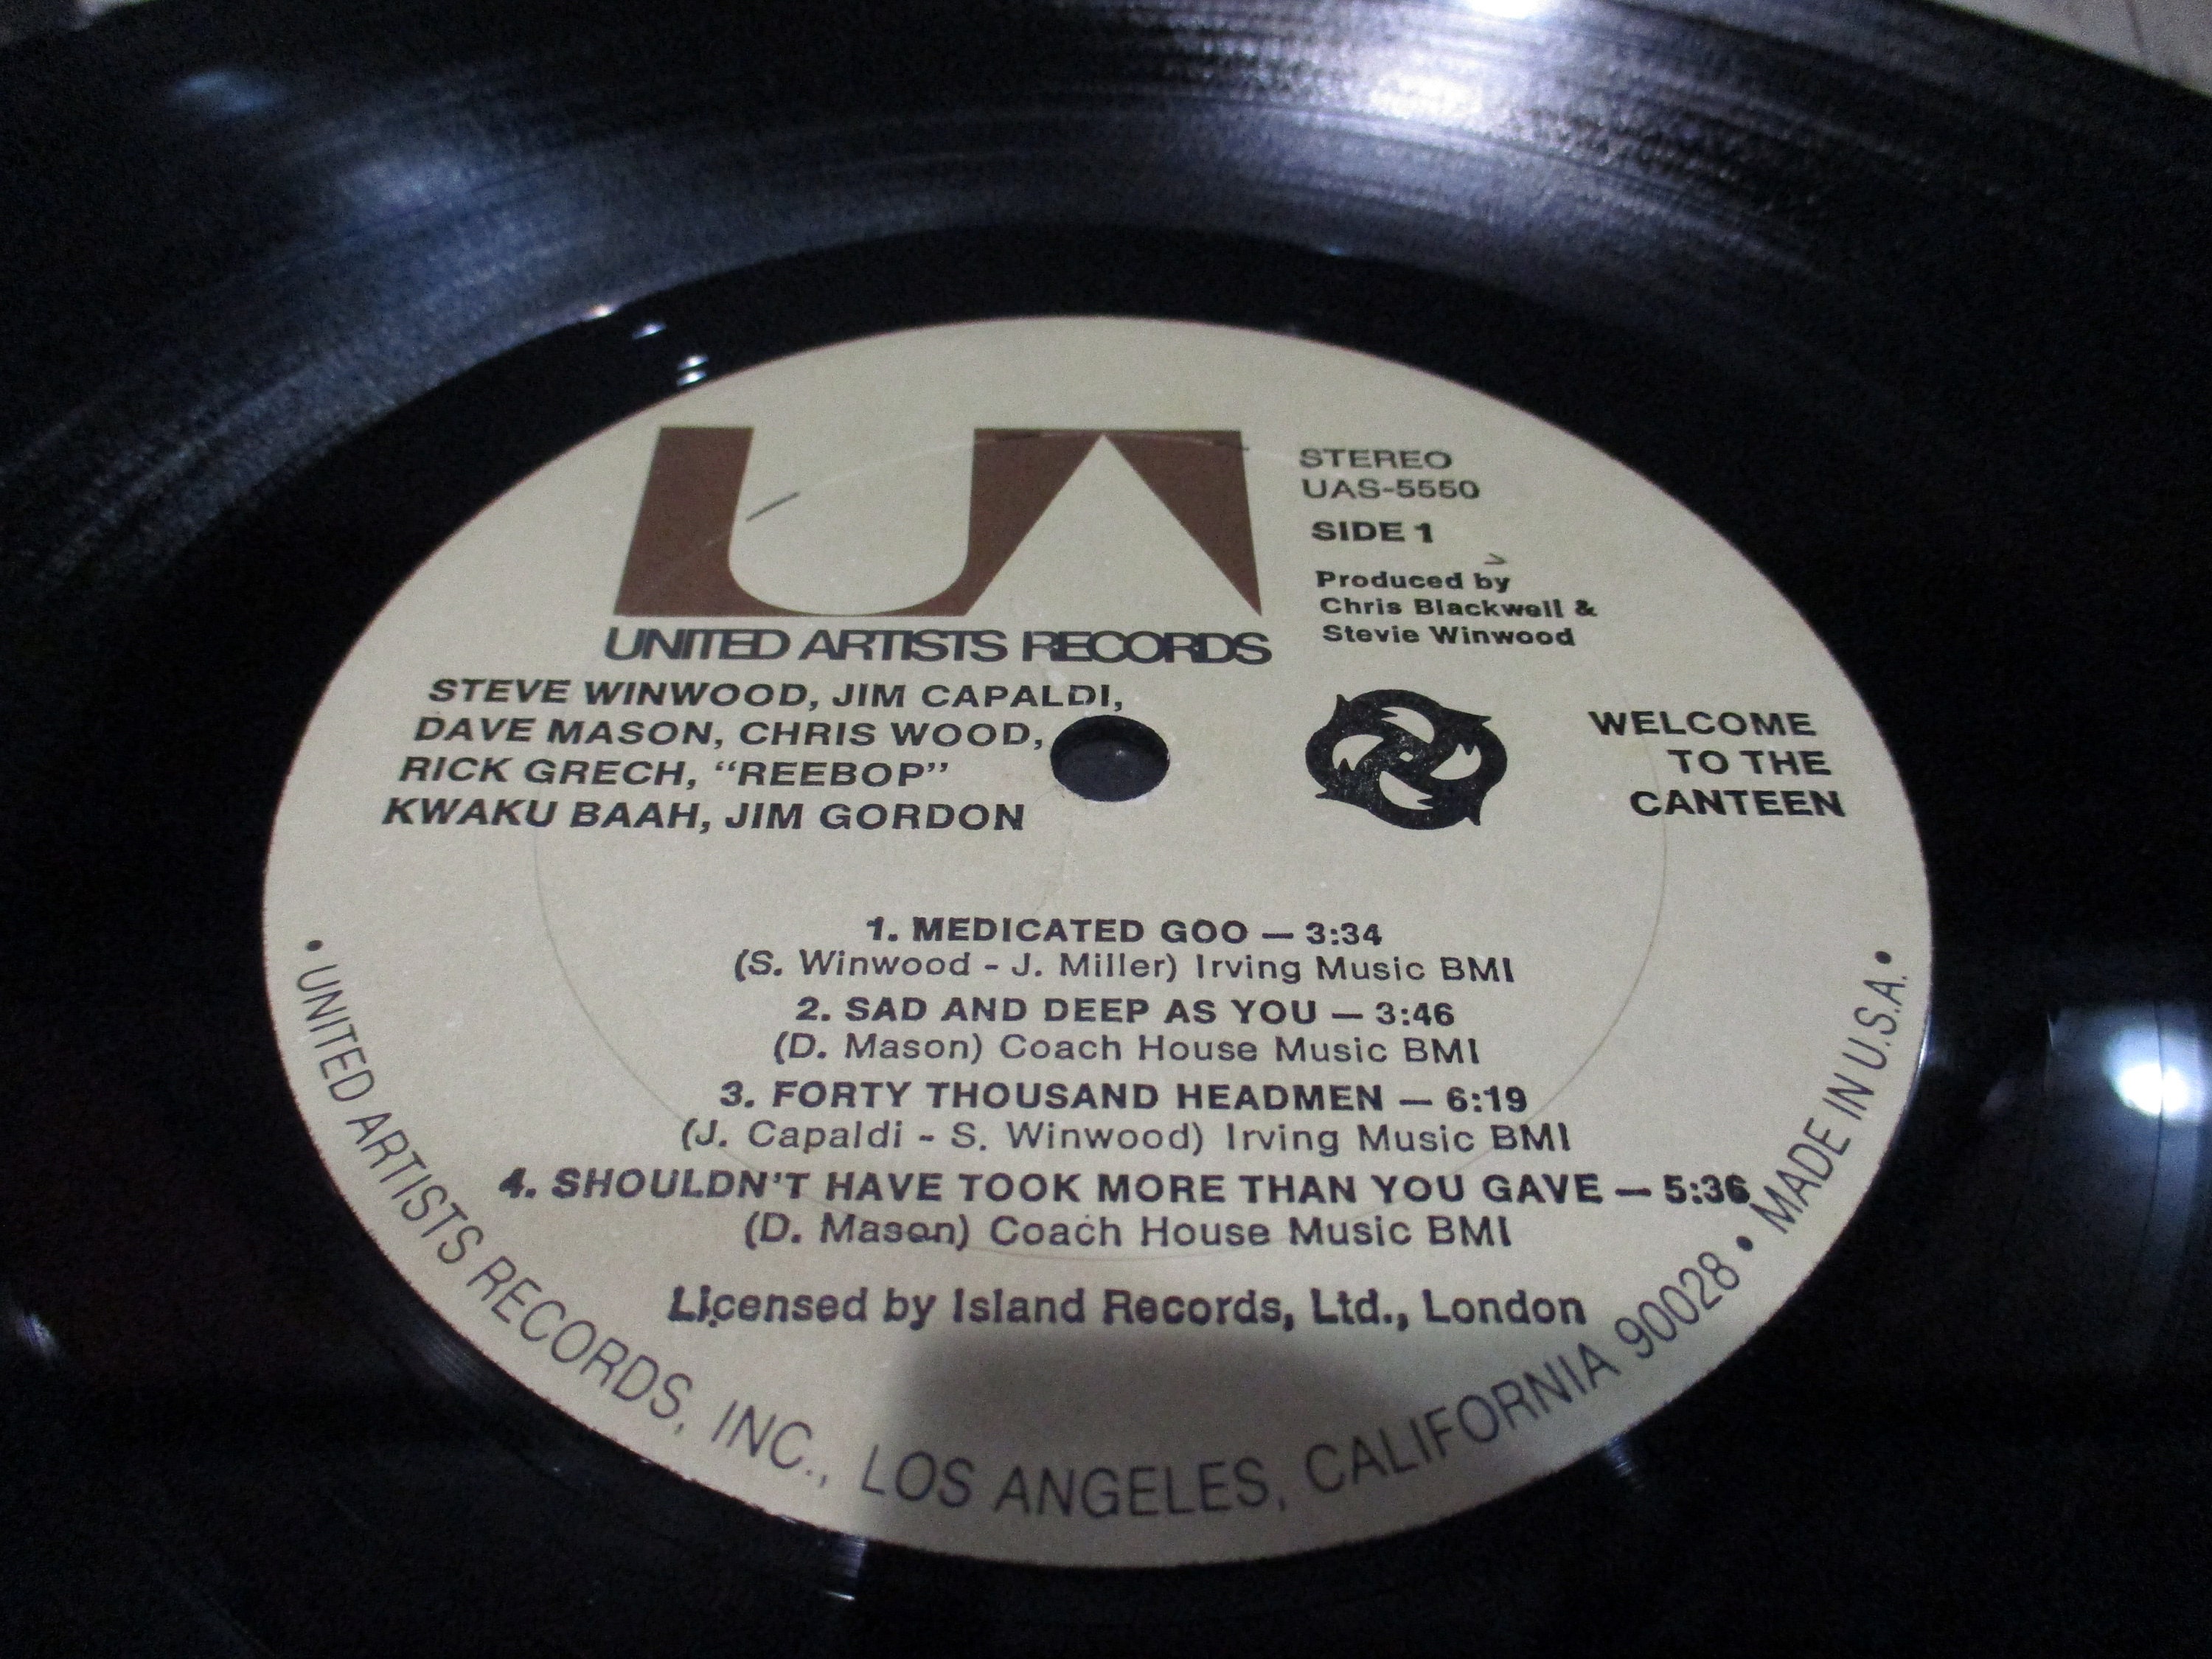 UA
UNITED ARTISTS RECORDS
STEREO
UAS-5550
SIDE 1
Produced by
Chris Blackwell &
Stevie Winwood
STEVE WINWOOD, JIM CAPALDI,
DAVE MASON, CHRIS WOOD,
RICK GRECH, “REEBOP”
KWAKU BAAH, JIM GORDON
WELCOME
TO THE
CANTEEN
1. MEDICATED GOO — 3:34
(S. Winwood - J. Miller) Irving Music BMI
2. SAD AND DEEP AS YOU — 3:46
(D. Mason) Coach House Music BMI
3. FORTY THOUSAND HEADMEN — 6:19
(J. Capaldi - S. Winwood) Irving Music BMI
4. SHOULDN'T HAVE TOOK MORE THAN YOU GAVE — 5:36
(D. Mason) Coach House Music BMI
Licensed by Island Records, Ltd., London
• UNITED ARTISTS RECORDS, INC., LOS ANGELES, CALIFORNIA 90028 • MADE IN U.S.A. •